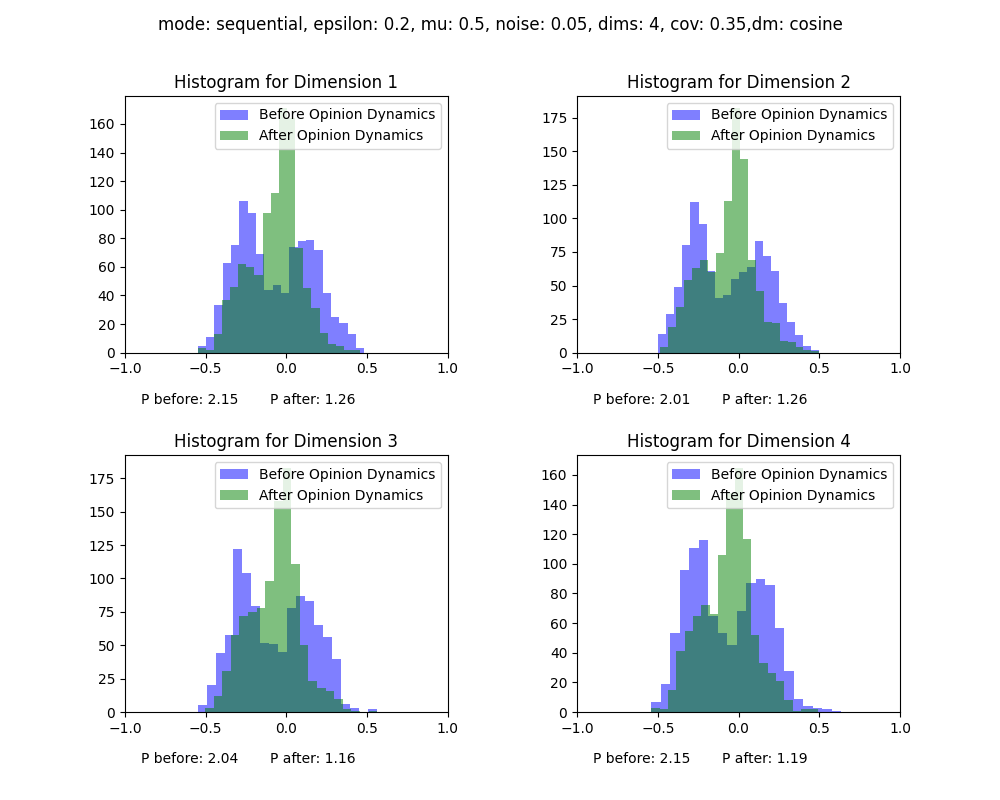 mode: sequential, epsilon: 0.2, mu: 0.5, noise: 0.05, dims: 4, cov: 0.35,dm: cosine
Histogram for Dimension 1
Before Opinion Dynamics
After Opinion Dynamics
160
140
120
100
80
60
40
20
0
−1.0 −0.5 0.0 0.5 1.0
P before: 2.15 P after: 1.26
Histogram for Dimension 2
Before Opinion Dynamics
After Opinion Dynamics
175
150
125
100
75
50
25
0
−1.0 −0.5 0.0 0.5 1.0
P before: 2.01 P after: 1.26
Histogram for Dimension 3
Before Opinion Dynamics
After Opinion Dynamics
175
150
125
100
75
50
25
0
−1.0 −0.5 0.0 0.5 1.0
P before: 2.04 P after: 1.16
Histogram for Dimension 4
Before Opinion Dynamics
After Opinion Dynamics
160
140
120
100
80
60
40
20
0
−1.0 −0.5 0.0 0.5 1.0
P before: 2.15 P after: 1.19